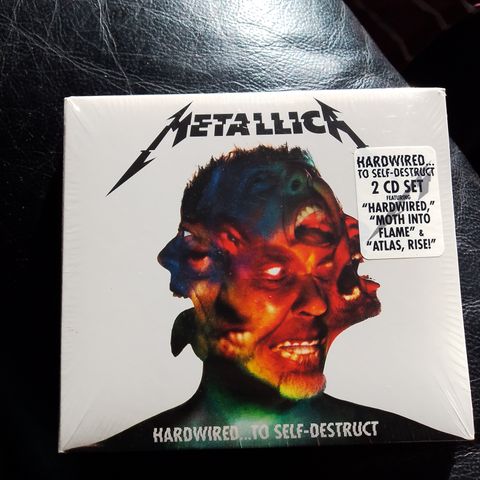 METALLICA
HARDWIRED...
TO SELF-DESTRUCT
2 CD SET
FEATURING
"HARDWIRED,"
"MOTH INTO
FLAME" &
"ATLAS, RISE!"
HARDWIRED...TO SELF-DESTRUCT